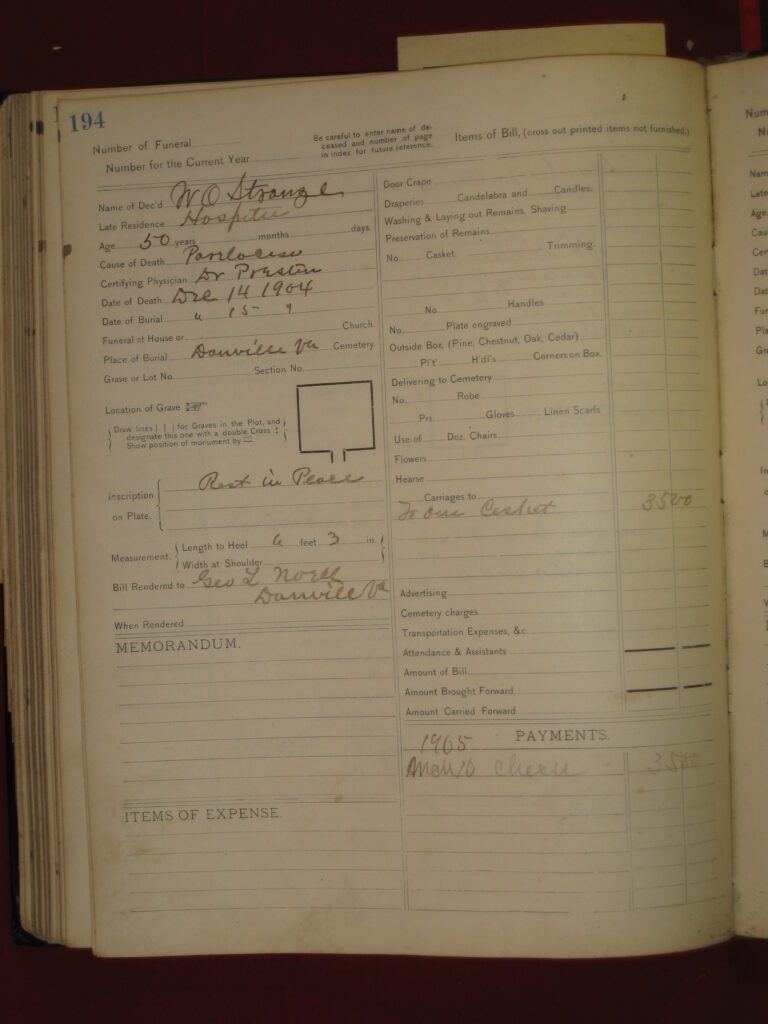 194
Number of Funeral
Number for the Current Year
Be careful to enter name of de-
ceased and number of page
in index for future reference.
Name of Dec'd W O Strange
Late Residence
Age 50 years months days.
Cause of Death
Certifying Physician Dr Preston
Date of Death Dec 14 1904
Date of Burial " 15 "
Funeral at House or Church.
Place of Burial Danville Va Cemetery
Grave or Lot No. Section No.
Location of Grave
Draw lines | | | for Graves in the Plot, and
designate this one with a double Cross ‡
Show position of monument by ▭
Inscription
on Plate.
Rest in Peace
Measurement. Length to Heel 6 feet 3 in.
Width at Shoulder
Bill Rendered to Geo L
Danville Va
When Rendered
MEMORANDUM.
ITEMS OF EXPENSE.
Items of Bill, (cross out printed items not furnished.)
Door Crape
Draperies Candelabra and Candles.
Washing & Laying out Remains, Shaving
Preservation of Remains
No. Casket. Trimming.
No. Handles
No. Plate engraved
Outside Box, (Pine, Chestnut, Oak, Cedar)
Pl't' H'dl's Corners on Box.
Delivering to Cemetery
No. Robe
Prs. Gloves Linen Scarfs
Use of Doz. Chairs
Flowers
Hearse
Carriages to
To one Casket 3500
Advertising
Cemetery charges
Transportation Expenses, &c.
Attendance & Assistants
Amount of Bill
Amount Brought Forward
Amount Carried Forward
PAYMENTS.
1905
Mch 10 Check 3500